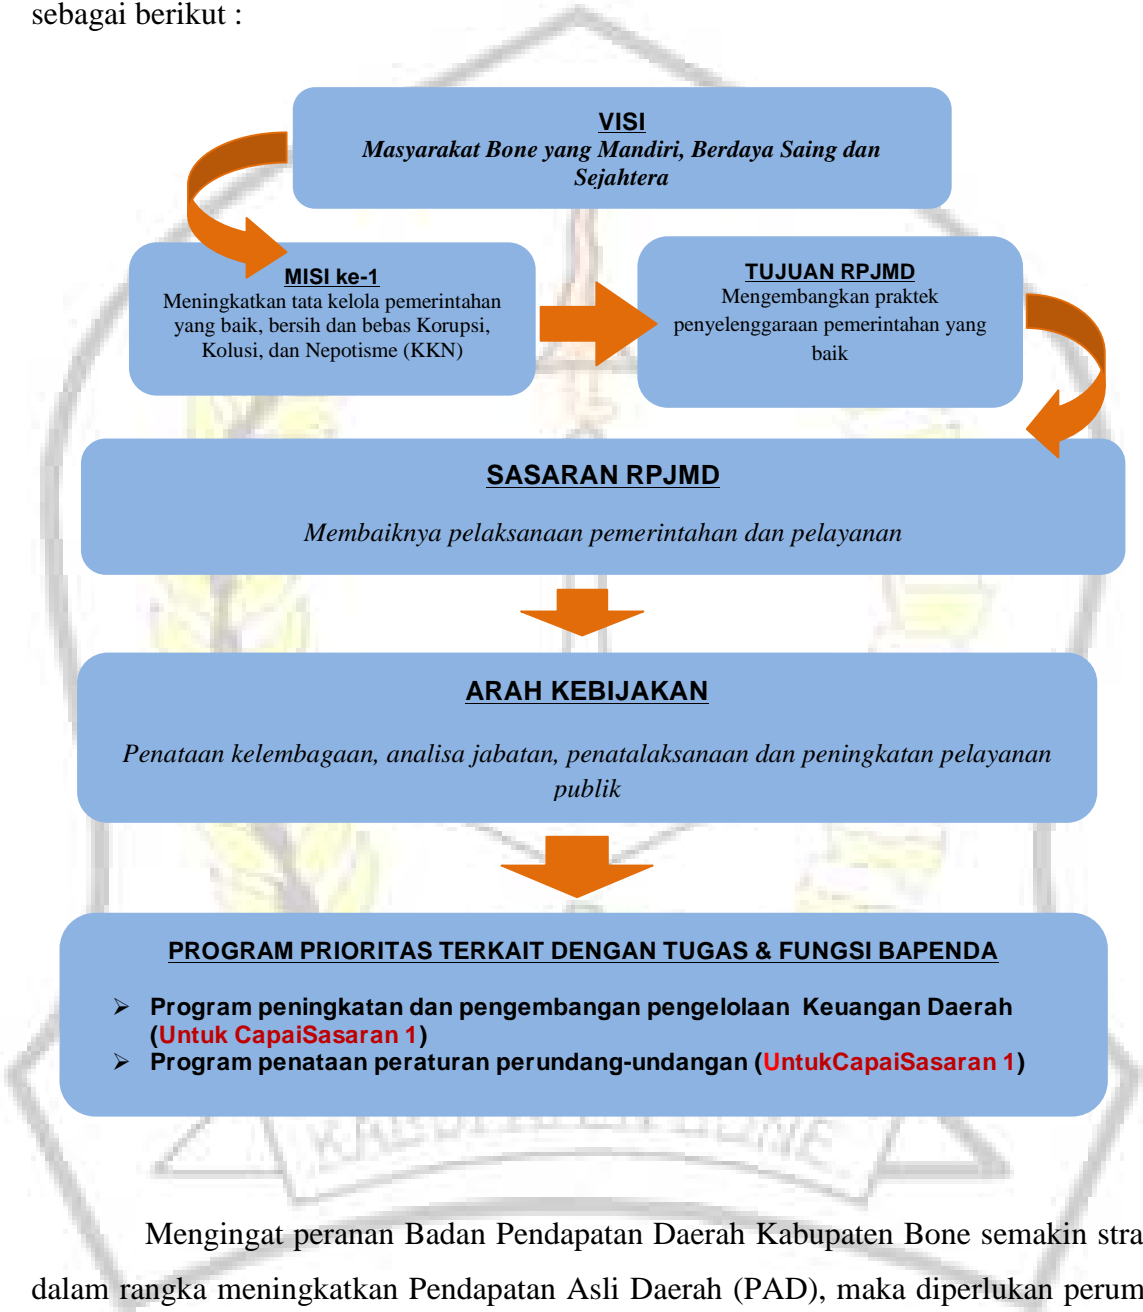 sebagai berikut :
VISI
Masyarakat Bone yang Mandiri, Berdaya Saing dan
Sejahtera
MISI ke-1
Meningkatkan tata kelola pemerintahan
yang baik, bersih dan bebas Korupsi,
Kolusi, dan Nepotisme (KKN)
TUJUAN RPJMD
Mengembangkan praktek
penyelenggaraan pemerintahan yang
baik
SASARAN RPJMD
Membaiknya pelaksanaan pemerintahan dan pelayanan
ARAH KEBIJAKAN
Penataan kelembagaan, analisa jabatan, penatalaksanaan dan peningkatan pelayanan
publik
PROGRAM PRIORITAS TERKAIT DENGAN TUGAS & FUNGSI BAPENDA
➢ Program peningkatan dan pengembangan pengelolaan Keuangan Daerah
(Untuk CapaiSasaran 1)
➢ Program penataan peraturan perundang-undangan (UntukCapaiSasaran 1)
Mengingat peranan Badan Pendapatan Daerah Kabupaten Bone semakin stra
dalam rangka meningkatkan Pendapatan Asli Daerah (PAD), maka diperlukan perum